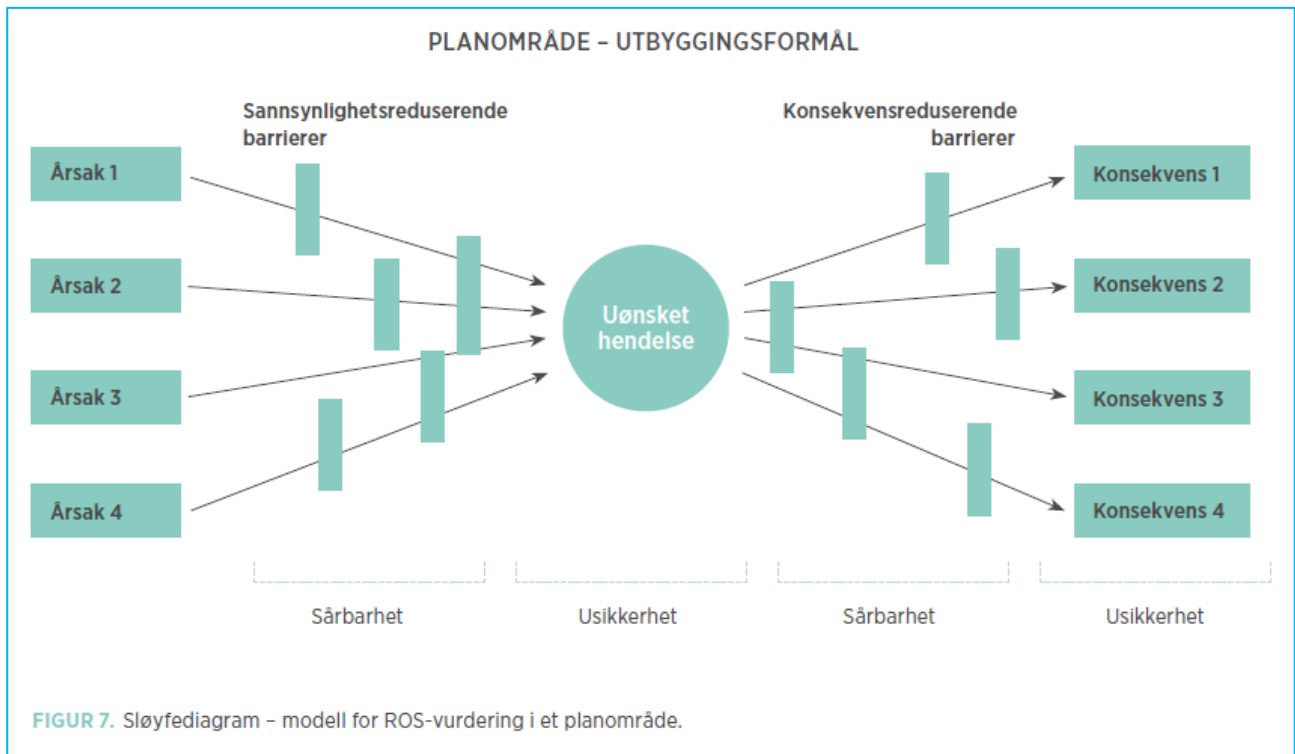 PLANOMRÅDE – UTBYGGINGSFORMÅL
Sannsynlighetsreduserende
barrierer
Konsekvensreduserende
barrierer
Årsak 1
Årsak 2
Årsak 3
Årsak 4
Uønsket
hendelse
Konsekvens 1
Konsekvens 2
Konsekvens 3
Konsekvens 4
Sårbarhet
Usikkerhet
Sårbarhet
Usikkerhet
FIGUR 7. Sløyfediagram – modell for ROS-vurdering i et planområde.